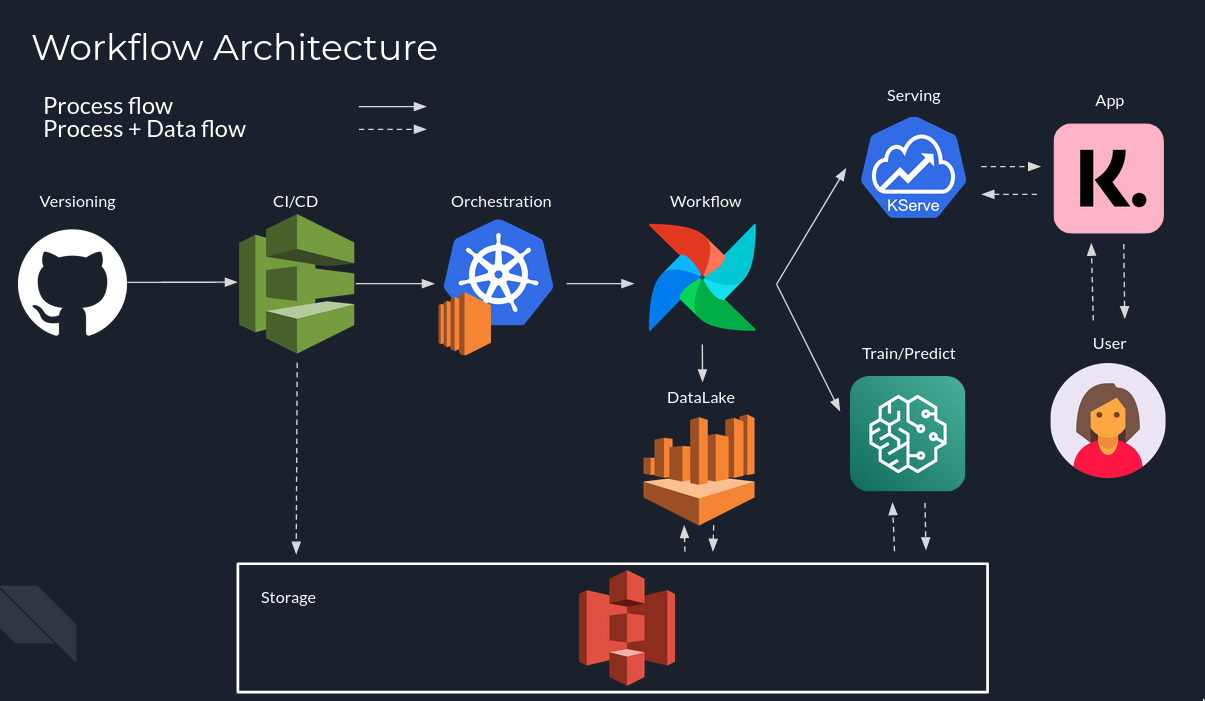 Workflow Architecture
Process flow
Process + Data flow
Serving
App
KServe
K.
Versioning
CI/CD
Orchestration
Workflow
Train/Predict
User
DataLake
Storage